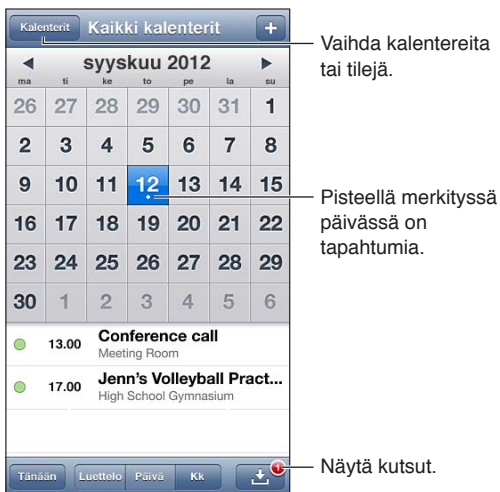 Kalenterit Kaikki kalenterit +
syyskuu 2012
ma ti ke to pe la su
26 27 28 29 30 31 1
2 3 4 5 6 7 8
9 10 11 12 13 14 15
16 17 18 19 20 21 22
23 24 25 26 27 28 29
30 1 2 3 4 5 6
13.00 Conference call
Meeting Room
17.00 Jenn's Volleyball Pract...
High School Gymnasium
Tänään Luettelo Päivä Kk 1
Vaihda kalentereita
tai tilejä.
Pisteellä merkityssä
päivässä on
tapahtumia.
Näytä kutsut.